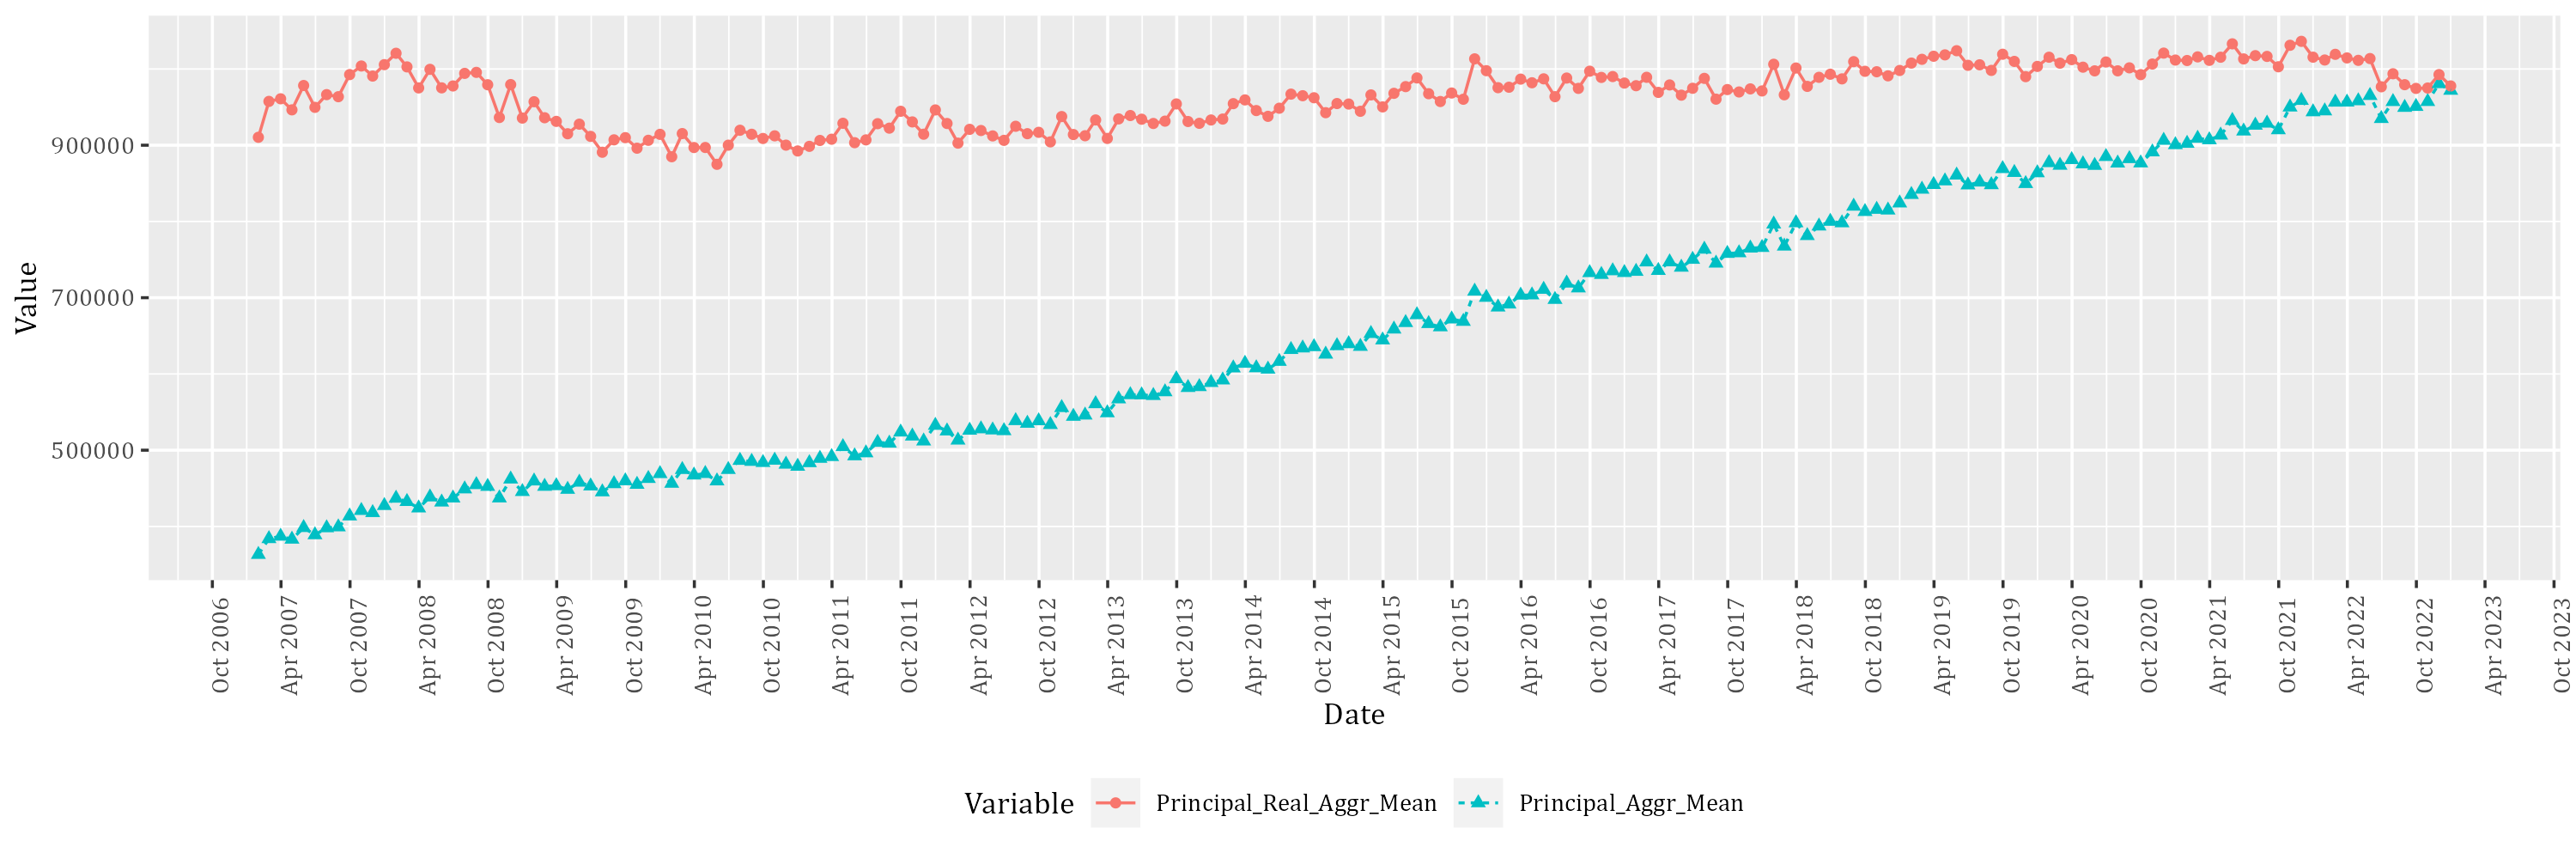 Value
900000
700000
500000
Oct 2006
Apr 2007
Oct 2007
Apr 2008
Oct 2008
Apr 2009
Oct 2009
Apr 2010
Oct 2010
Apr 2011
Oct 2011
Apr 2012
Oct 2012
Apr 2013
Oct 2013
Apr 2014
Oct 2014
Apr 2015
Oct 2015
Apr 2016
Oct 2016
Apr 2017
Oct 2017
Apr 2018
Oct 2018
Apr 2019
Oct 2019
Apr 2020
Oct 2020
Apr 2021
Oct 2021
Apr 2022
Oct 2022
Apr 2023
Oct 2023
Date
Variable Principal_Real_Aggr_Mean Principal_Aggr_Mean